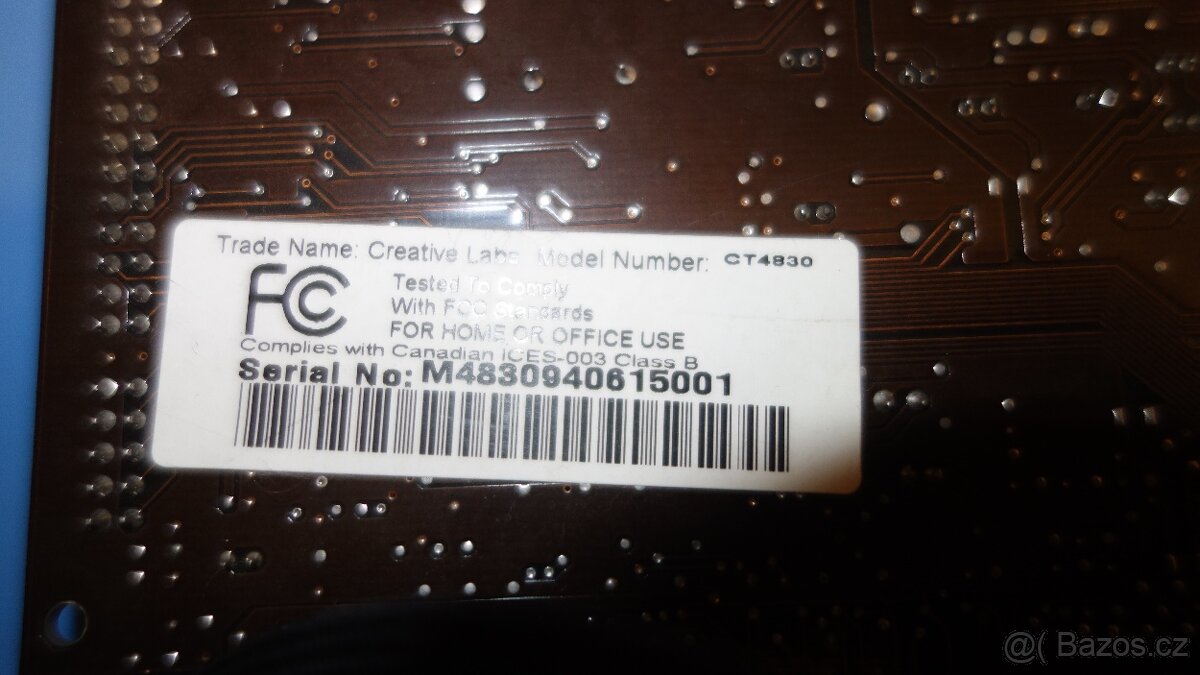 Trade Name: Creative Labs Model Number: CT4830
FCC
Tested To Comply
With FCC Standards
FOR HOME OR OFFICE USE
Complies with Canadian ICES-003 Class B
Serial No: M4830940615001
@( Bazos.cz